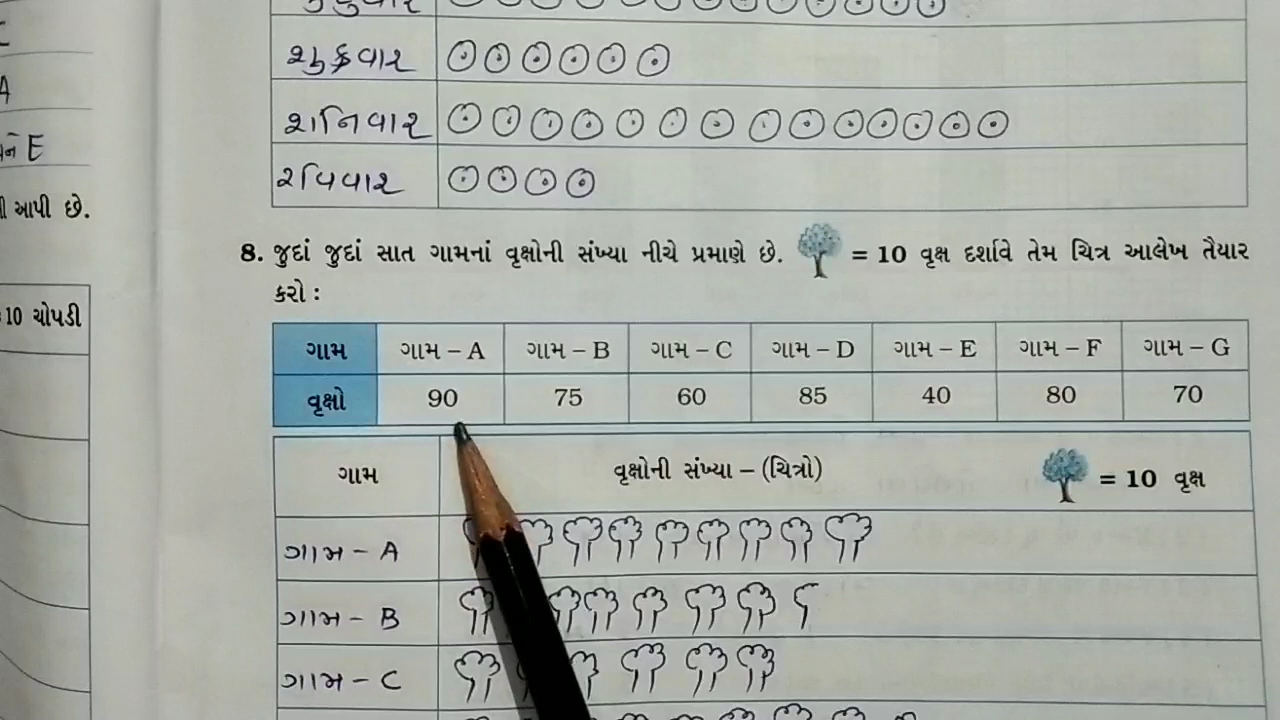 A
E
શુક્રવાર
શનિવાર
રવિવાર
આપી છે.
= 10 ચોપડી
8. જુદાં જુદાં સાત ગામનાં વૃક્ષોની સંખ્યા નીચે પ્રમાણે છે. = 10 વૃક્ષ દર્શાવે તેમ ચિત્ર આલેખ તૈયાર
કરો :
ગામ ગામ – A ગામ – B ગામ – C ગામ – D ગામ – E ગામ – F ગામ – G
વૃક્ષો 90 75 60 85 40 80 70
ગામ વૃક્ષોની સંખ્યા – (ચિત્રો) = 10 વૃક્ષ
ગામ - A
ગામ - B
ગામ - C